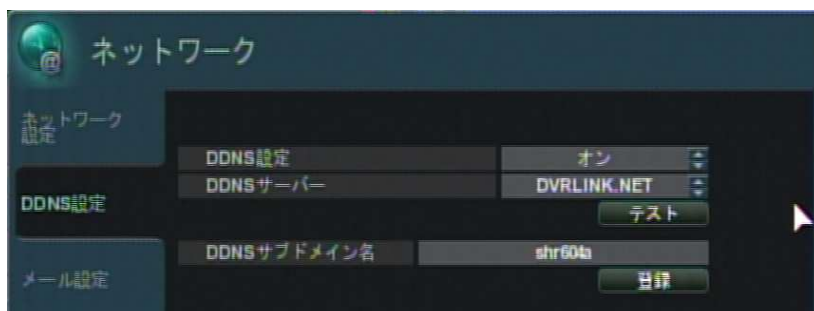 ネットワーク
ネットワーク
設定
DDNS設定 オン
DDNSサーバー DVRLINK.NET
DDNS設定
テスト
DDNSサブドメイン名 shr604a
メール設定
登録